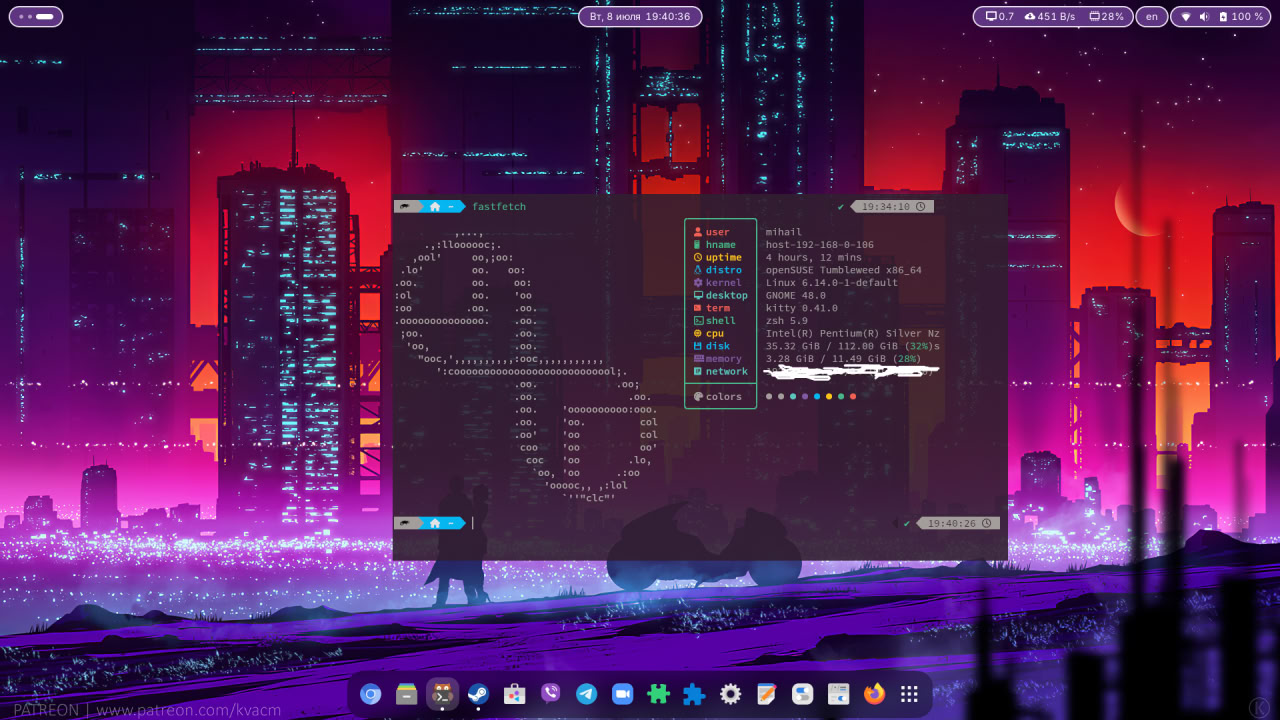 Вт, 8 июля 19:40:36
0.7 451 B/s 28% en 100 %
~ fastfetch ✔ 19:34:10
user mihail
hname host-192-168-0-106
uptime 4 hours, 12 mins
distro openSUSE Tumbleweed x86_64
kernel Linux 6.14.0-1-default
desktop GNOME 48.0
term kitty 0.41.0
shell zsh 5.9
cpu Intel(R) Pentium(R) Silver Nz
disk 35.32 GiB / 112.00 GiB (32%)s
memory 3.28 GiB / 11.49 GiB (28%)
network
colors
~ ✔ 19:40:26
PATREON | www.patreon.com/kvacm